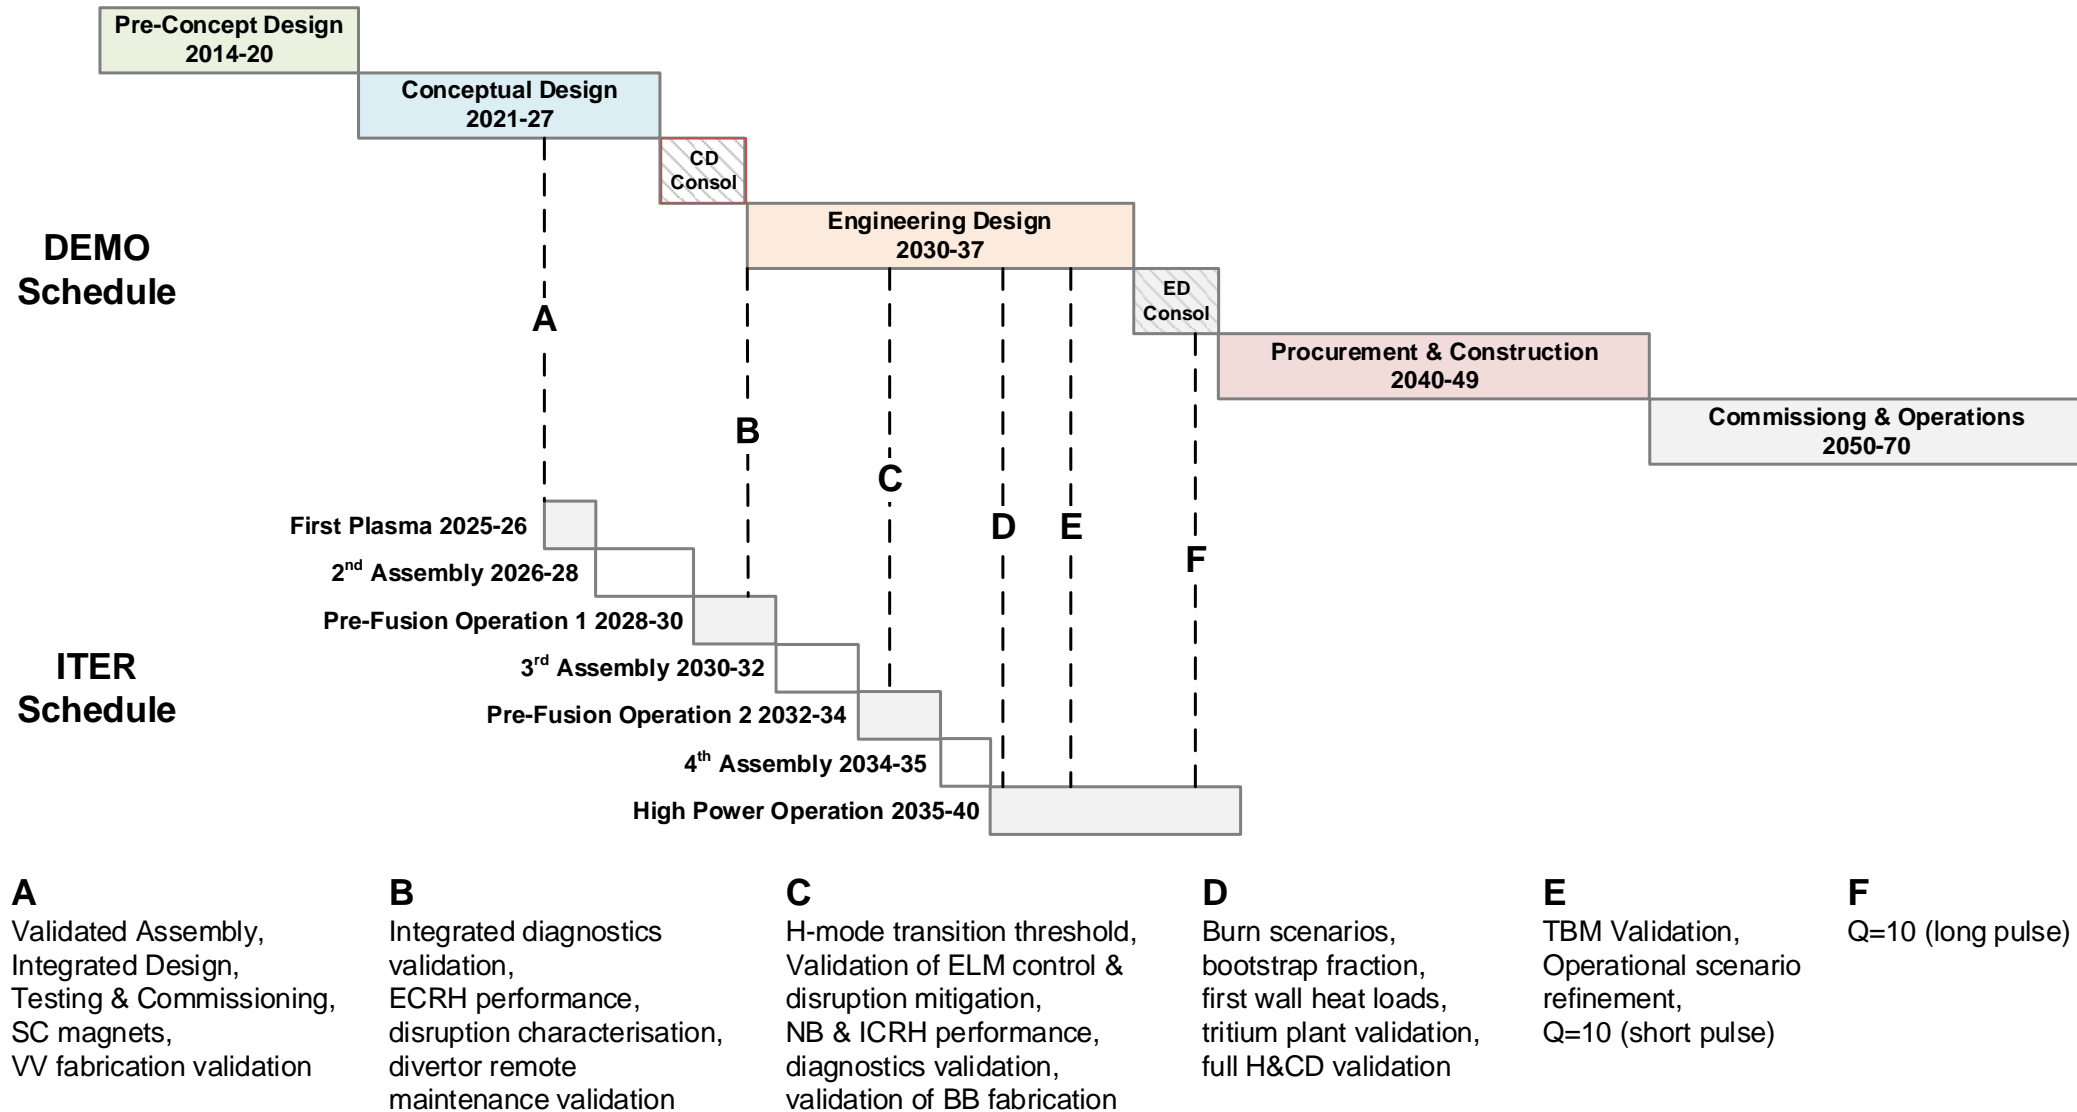 Pre-Concept Design
2014-20
Conceptual Design
2021-27
CD
Consol
Engineering Design
2030-37
DEMO
Schedule
ED
Consol
A
Procurement & Construction
2040-49
Commissiong & Operations
2050-70
B
C
D
E
F
First Plasma 2025-26
2nd Assembly 2026-28
Pre-Fusion Operation 1 2028-30
ITER
Schedule
3rd Assembly 2030-32
Pre-Fusion Operation 2 2032-34
4th Assembly 2034-35
High Power Operation 2035-40
A
Validated Assembly,
Integrated Design,
Testing & Commissioning,
SC magnets,
VV fabrication validation
B
Integrated diagnostics
validation,
ECRH performance,
disruption characterisation,
divertor remote
maintenance validation
C
H-mode transition threshold,
Validation of ELM control &
disruption mitigation,
NB & ICRH performance,
diagnostics validation,
validation of BB fabrication
D
Burn scenarios,
bootstrap fraction,
first wall heat loads,
tritium plant validation,
full H&CD validation
E
TBM Validation,
Operational scenario
refinement,
Q=10 (short pulse)
F
Q=10 (long pulse)